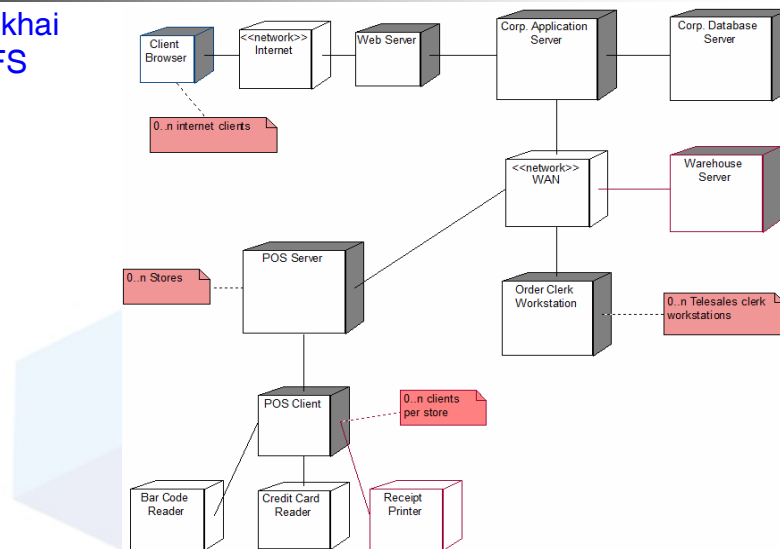 khai
FS
Client
Browser
<<network>>
Internet
Web Server
Corp. Application
Server
Corp. Database
Server
0..n internet clients
<<network>>
WAN
Warehouse
Server
POS Server
0..n Stores
Order Clerk
Workstation
0..n Telesales clerk
workstations
POS Client
0..n clients
per store
Bar Code
Reader
Credit Card
Reader
Receipt
Printer